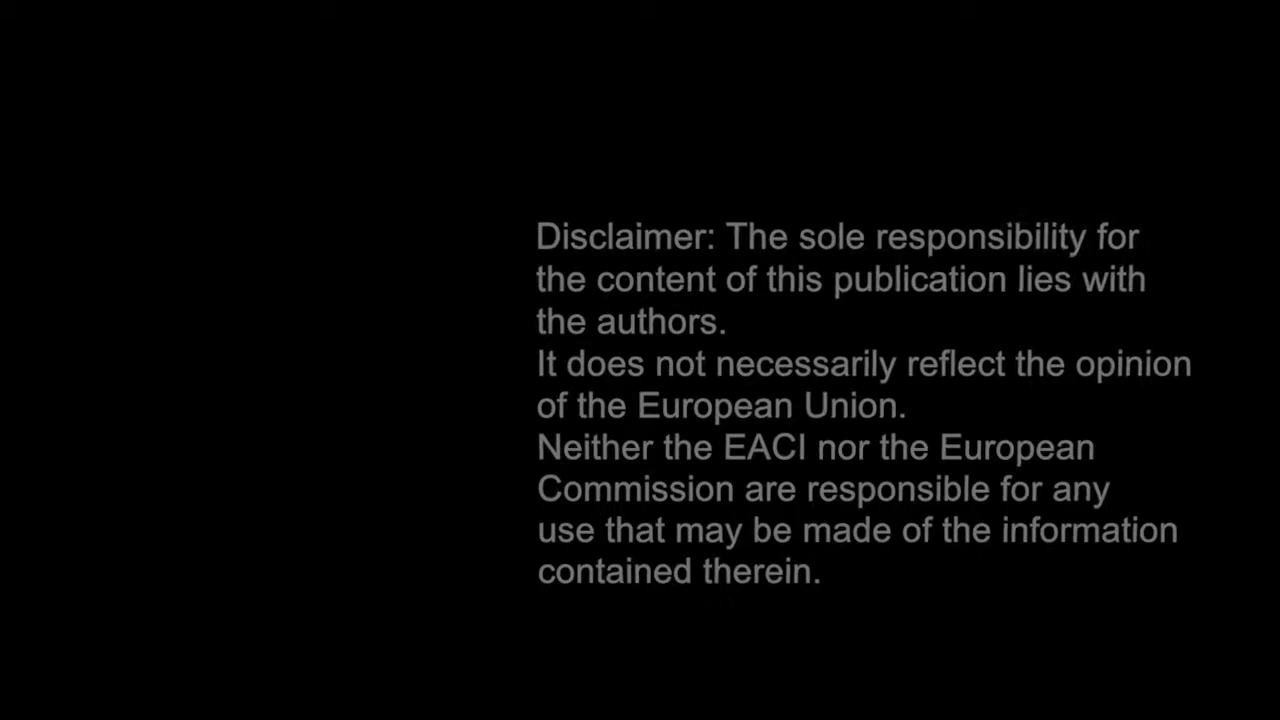 Disclaimer: The sole responsibility for
the content of this publication lies with
the authors.
It does not necessarily reflect the opinion
of the European Union.
Neither the EACI nor the European
Commission are responsible for any
use that may be made of the information
contained therein.